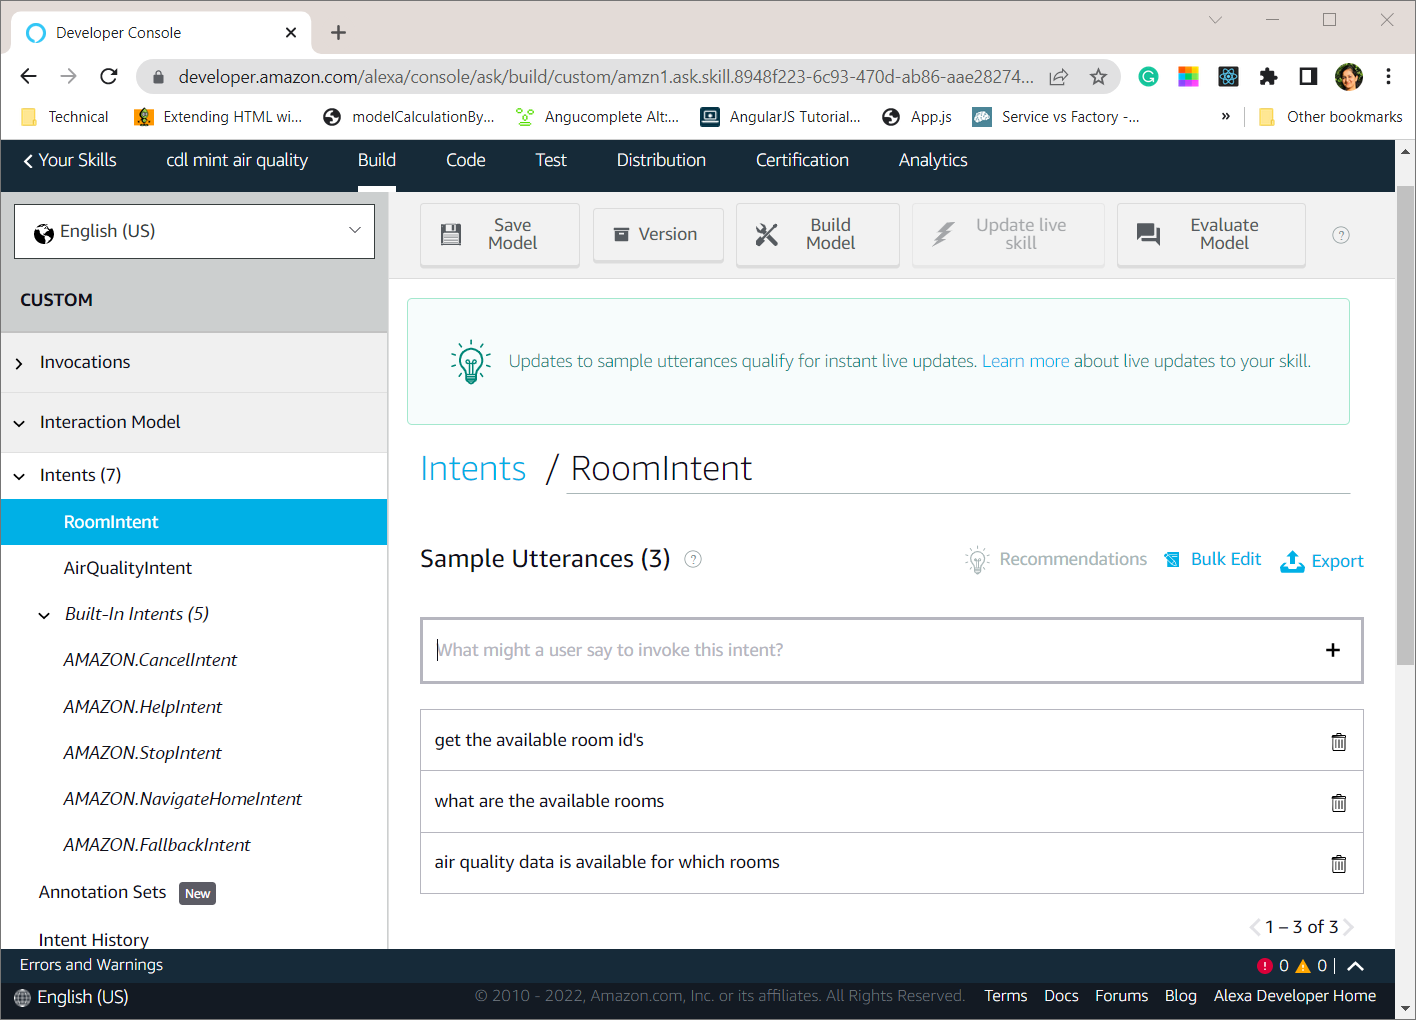 Developer Console
developer.amazon.com/alexa/console/ask/build/custom/amzn1.ask.skill.8948f223-6c93-470d-ab86-aae28274...
Technical
Extending HTML wi...
modelCalculationBy...
Angucomplete Alt:...
AngularJS Tutorial...
App.js
Service vs Factory -...
»
Other bookmarks
Your Skills
cdl mint air quality
Build
Code
Test
Distribution
Certification
Analytics
English (US)
Save
Model
Version
Build
Model
Update live
skill
Evaluate
Model
?
CUSTOM
Invocations
Interaction Model
Intents (7)
RoomIntent
AirQualityIntent
Built-In Intents (5)
AMAZON.CancelIntent
AMAZON.HelpIntent
AMAZON.StopIntent
AMAZON.NavigateHomeIntent
AMAZON.FallbackIntent
Annotation Sets New
Intent History
Updates to sample utterances qualify for instant live updates. Learn more about live updates to your skill.
Intents / RoomIntent
Sample Utterances (3) ?
Recommendations
Bulk Edit
Export
What might a user say to invoke this intent?
get the available room id's
what are the available rooms
air quality data is available for which rooms
1 – 3 of 3
Errors and Warnings
! 0 0 |
English (US)
© 2010 - 2022, Amazon.com, Inc. or its affiliates. All Rights Reserved.
Terms
Docs
Forums
Blog
Alexa Developer Home